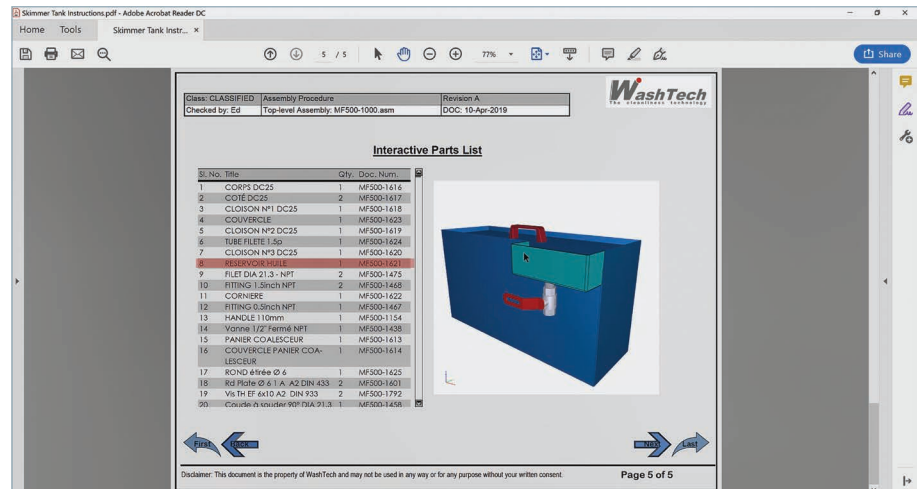 Skimmer Tank Instructions.pdf - Adobe Acrobat Reader DC
Home Tools Skimmer Tank Instr... ×
5 / 5 77% Share
WashTech
The cleanliness technology
Class: CLASSIFIED Assembly Procedure Revision A
Checked by: Ed Top-level Assembly: MF500-1000.asm DOC: 10-Apr-2019
Interactive Parts List
Sl. No. Title Qty. Doc. Num.
1 CORPS DC25 1 MF500-1616
2 COTÉ DC25 2 MF500-1617
3 CLOISON N°1 DC25 1 MF500-1618
4 COUVERCLE 1 MF500-1623
5 CLOISON N°2 DC25 1 MF500-1619
6 TUBE FILETE 1.5p 1 MF500-1624
7 CLOISON N°3 DC25 1 MF500-1620
8 RESERVOIR HUILE 1 MF500-1621
9 FILET DIA 21.3 - NPT 2 MF500-1475
10 FITTING 1.5inch NPT 2 MF500-1468
11 CORNIERE 1 MF500-1622
12 FITTING 0.5inch NPT 1 MF500-1467
13 HANDLE 110mm 1 MF500-1154
14 Vanne 1/2" Fermé NPT 1 MF500-1438
15 PANIER COALESCEUR 1 MF500-1613
16 COUVERCLE PANIER COA- 1 MF500-1614
LESCEUR
17 ROND étirée Ø 6 1 MF500-1625
18 Rd Plate Ø 6 1 A A2 DIN 433 2 MF500-1601
19 Vis TH EF 6x10 A2 DIN 933 2 MF500-1792
20 Coude à souder 90° DIA 21.3 1 MF500-1458
First Back Next Last
Disclaimer: This document is the property of WashTech and may not be used in any way or for any purpose without your written consent. Page 5 of 5